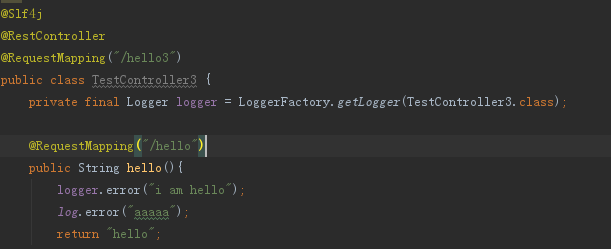 @Slf4j
@RestController
@RequestMapping("/hello3")
public class TestController3 {
    private final Logger logger = LoggerFactory.getLogger(TestController3.class);
    @RequestMapping("/hello")
    public String hello(){
        logger.error("i am hello");
        log.error("aaaaa");
        return "hello";